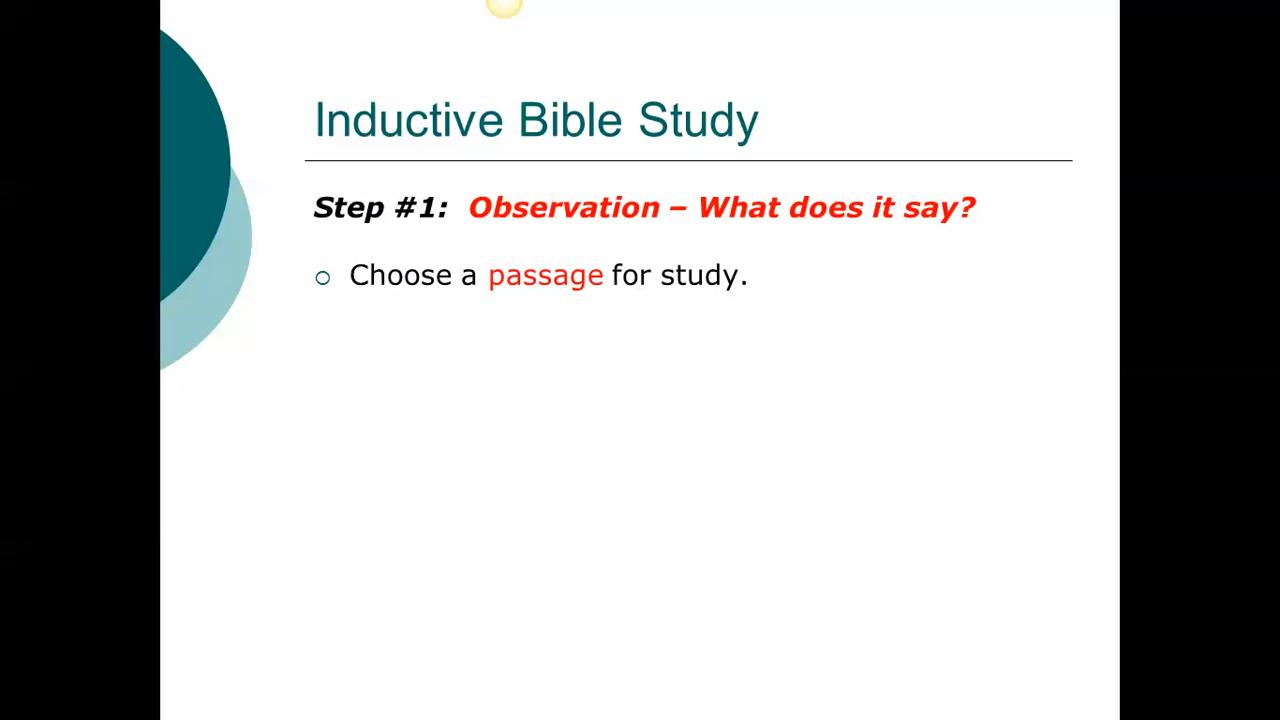 Inductive Bible Study
Step #1: Observation – What does it say?
Choose a passage for study.